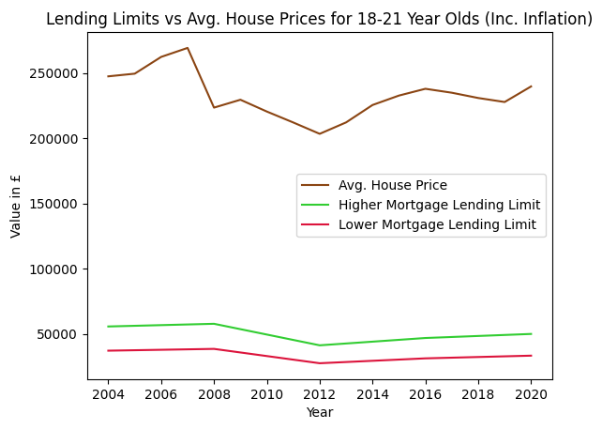 Lending Limits vs Avg. House Prices for 18-21 Year Olds (Inc. Inflation)
250000
200000
150000
100000
50000
Value in £
Avg. House Price
Higher Mortgage Lending Limit
Lower Mortgage Lending Limit
2004 2006 2008 2010 2012 2014 2016 2018 2020
Year